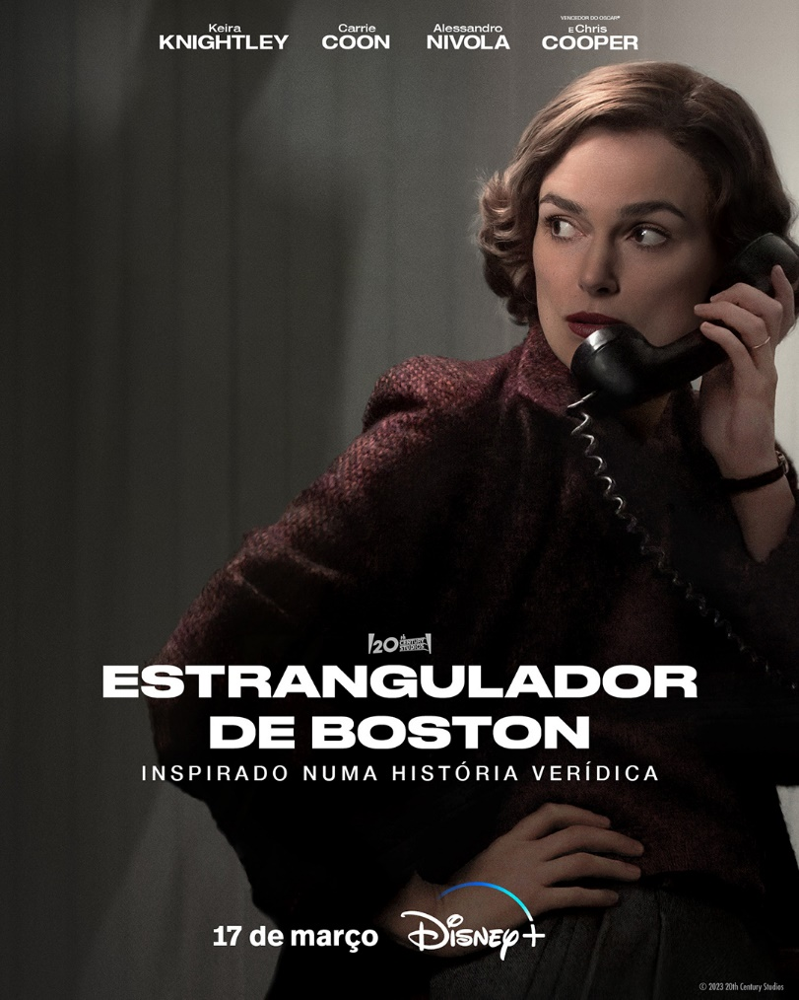 Keira
KNIGHTLEY
Carrie
COON
Alessandro
NIVOLA
VENCEDOR DO OSCAR®
E Chris
COOPER
20th
CENTURY
STUDIOS
ESTRANGULADOR
DE BOSTON
INSPIRADO NUMA HISTÓRIA VERÍDICA
17 de março
Disney+
© 2023 20th Century Studios